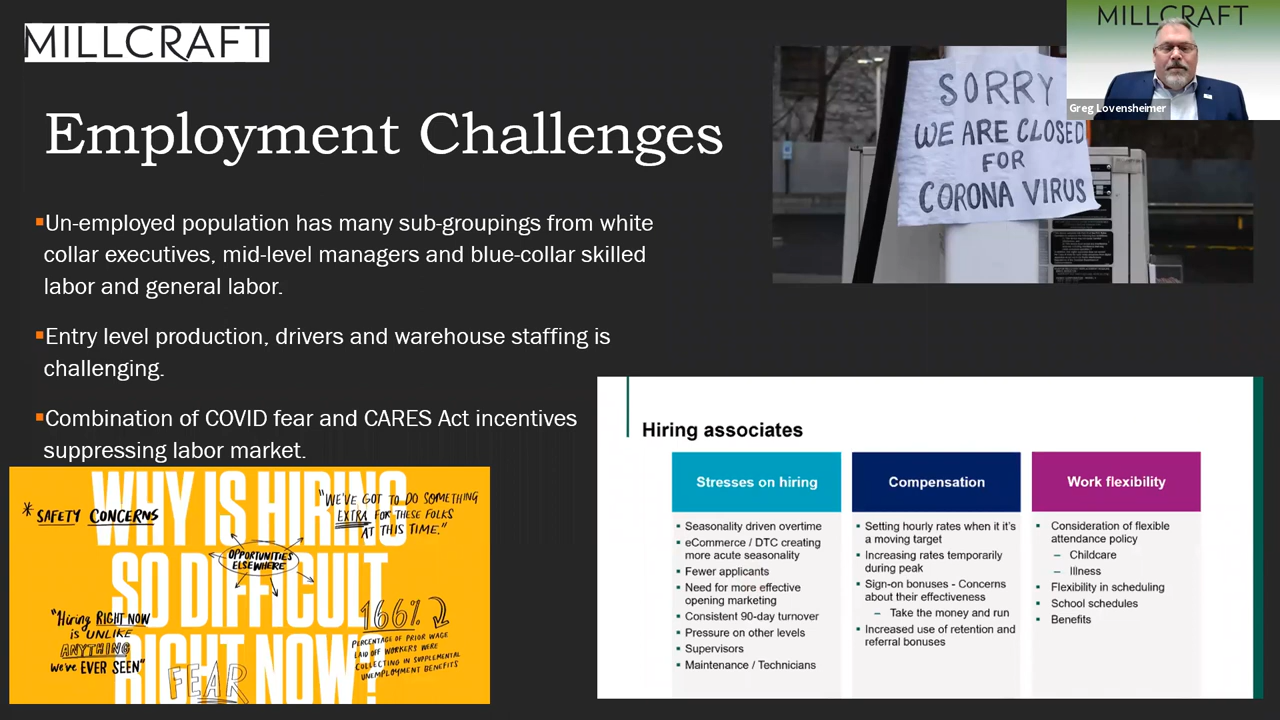 MILLCRAFT
Employment Challenges
▪Un-employed population has many sub-groupings from white
collar executives, mid-level managers and blue-collar skilled
labor and general labor.
▪Entry level production, drivers and warehouse staffing is
challenging.
▪Combination of COVID fear and CARES Act incentives
suppressing labor market.
SORRY
WE ARE CLOSED
FOR
CORONA VIRUS
MILLCRAFT
Greg Lovensheimer
WHY IS HIRING
SO DIFFICULT
RIGHT NOW?
* SAFETY CONCERNS
"WE'VE GOT TO DO SOMETHING
EXTRA FOR THESE FOLKS
AT THIS TIME."
OPPORTUNITIES
ELSEWHERE
"Hiring RIGHT NOW
is UNLIKE
ANYTHING
we've EVER SEEN"
166%
PERCENTAGE OF PRIOR WAGE
LAID OFF WORKERS WERE
COLLECTING IN SUPPLEMENTAL
UNEMPLOYMENT BENEFITS
FEAR
Hiring associates
Stresses on hiring
▪ Seasonality driven overtime
▪ eCommerce / DTC creating
more acute seasonality
▪ Fewer applicants
▪ Need for more effective
opening marketing
▪ Consistent 90-day turnover
▪ Pressure on other levels
▪ Supervisors
▪ Maintenance / Technicians
Compensation
▪ Setting hourly rates when it it's
a moving target
▪ Increasing rates temporarily
during peak
▪ Sign-on bonuses - Concerns
about their effectiveness
– Take the money and run
▪ Increased use of retention and
referral bonuses
Work flexibility
▪ Consideration of flexible
attendance policy
– Childcare
– Illness
▪ Flexibility in scheduling
▪ School schedules
▪ Benefits